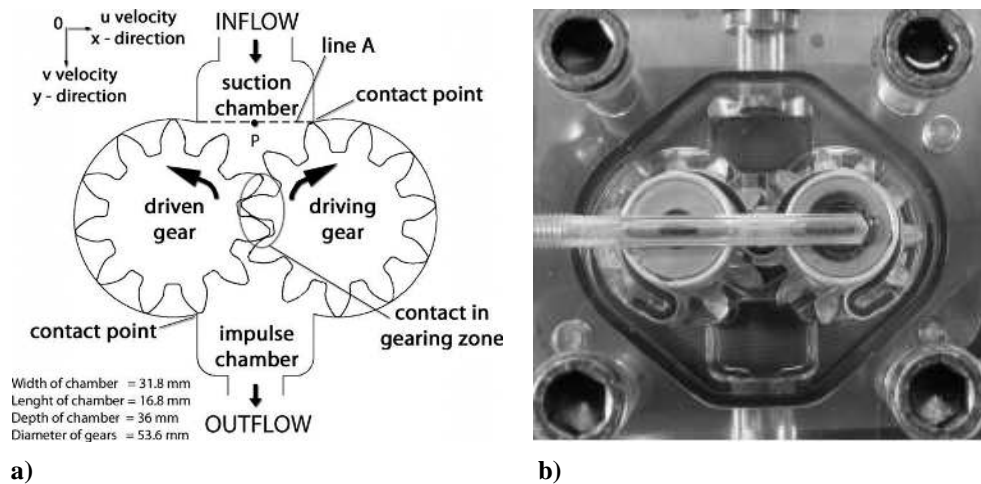 0
u velocity
x - direction
v velocity
y - direction
INFLOW
line A
suction
chamber
contact point
P
driven
gear
driving
gear
contact point
contact in
gearing zone
impulse
chamber
Width of chamber = 31.8 mm
Lenght of chamber = 16.8 mm
Depth of chamber = 36 mm
Diameter of gears = 53.6 mm
OUTFLOW
a)
b)